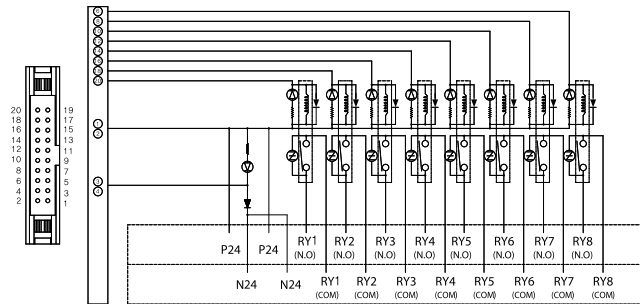 20 19
18 17
16 15
14 13
12 11
10 9
8 7
6 5
4 3
2 1
P24 P24 RY1 RY2 RY3 RY4 RY5 RY6 RY7 RY8
(N.O) (N.O) (N.O) (N.O) (N.O) (N.O) (N.O) (N.O)
N24 N24 RY1 RY2 RY3 RY4 RY5 RY6 RY7 RY8
(COM) (COM) (COM) (COM) (COM) (COM) (COM) (COM)